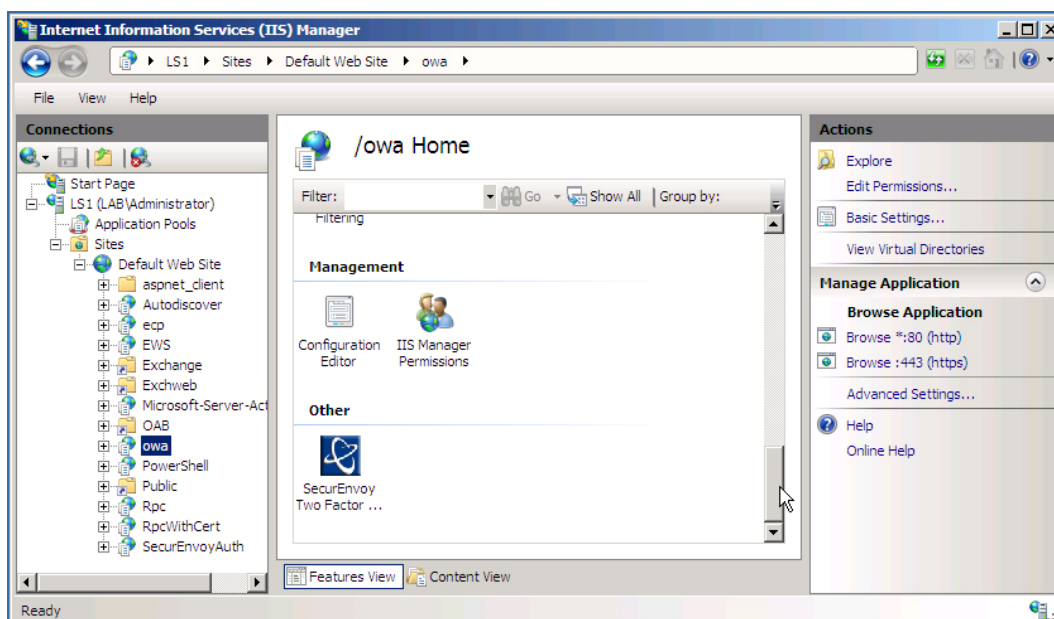 Internet Information Services (IIS) Manager
LS1 Sites Default Web Site owa
File View Help
Connections
Start Page
LS1 (LAB\Administrator)
Application Pools
Sites
Default Web Site
aspnet_client
Autodiscover
ecp
EWS
Exchange
Exchweb
Microsoft-Server-Act
OAB
owa
PowerShell
Public
Rpc
RpcWithCert
SecurEnvoyAuth
/owa Home
Filter: Go Show All Group by:
Filtering
Management
Configuration
Editor
IIS Manager
Permissions
Other
SecurEnvoy
Two Factor ...
Features View Content View
Actions
Explore
Edit Permissions...
Basic Settings...
View Virtual Directories
Manage Application
Browse Application
Browse *:80 (http)
Browse :443 (https)
Advanced Settings...
Help
Online Help
Ready